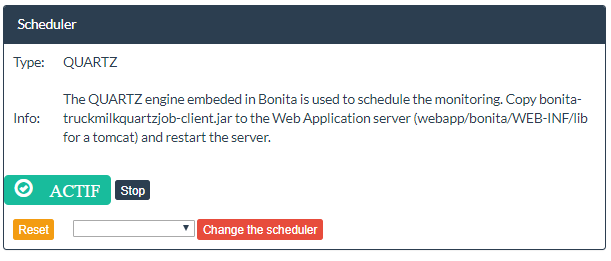 Scheduler
Type: QUARTZ
The QUARTZ engine embeded in Bonita is used to schedule the monitoring. Copy bonita-
Info: truckmilkquartzjob-client.jar to the Web Application server (webapp/bonita/WEB-INF/lib
for a tomcat) and restart the server.
ACTIF Stop
Reset Change the scheduler